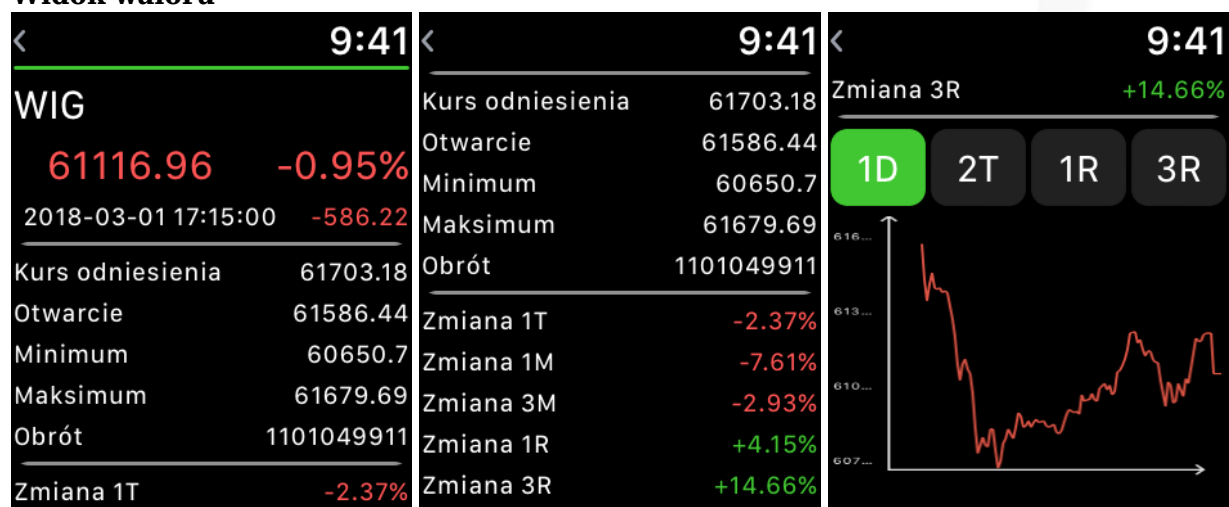 Widok waloru
9:41
WIG
61116.96 -0.95%
2018-03-01 17:15:00 -586.22
Kurs odniesienia 61703.18
Otwarcie 61586.44
Minimum 60650.7
Maksimum 61679.69
Obrót 1101049911
Zmiana 1T -2.37%
9:41
Kurs odniesienia 61703.18
Otwarcie 61586.44
Minimum 60650.7
Maksimum 61679.69
Obrót 1101049911
Zmiana 1T -2.37%
Zmiana 1M -7.61%
Zmiana 3M -2.93%
Zmiana 1R +4.15%
Zmiana 3R +14.66%
9:41
Zmiana 3R +14.66%
1D 2T 1R 3R
616...
613...
610...
607...